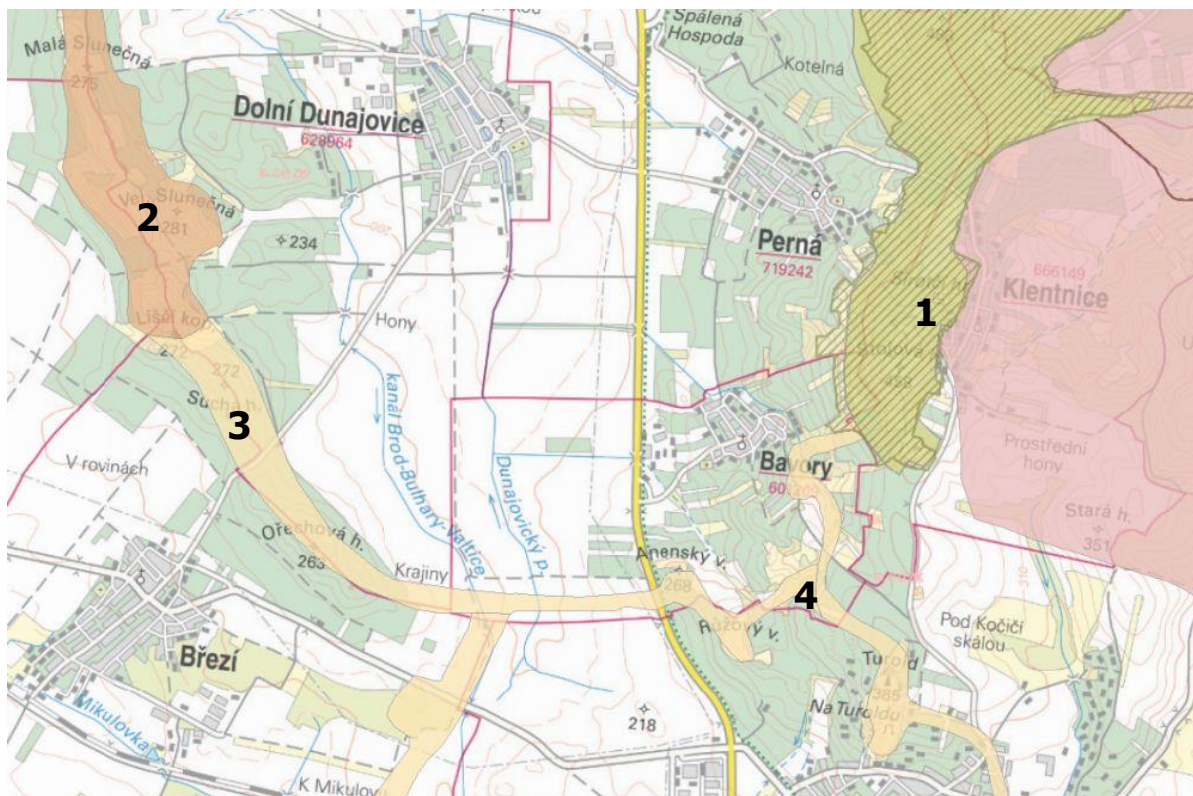 Malá Slunečná
275
Dolní Dunajovice
628964
Spálená
Hospoda
Kotelná
Vel. Slunečná
2
281
234
Perná
719242
666149
Klentnice
1
Hony
Liščí kop.
272
272
Suchá h.
3
V rovinách
kanál Brod-Bulhary-Valtice
Dunajovický p.
Bavory
Prostřední
hony
Stará h.
351
Ořechová h.
263
Krajiny
Anenský v.
268
4
Růžový v.
Pod Kočičí
skálou
Turold
385
Na Turoldu
Březí
Mikulovka
218
K Mikulovu